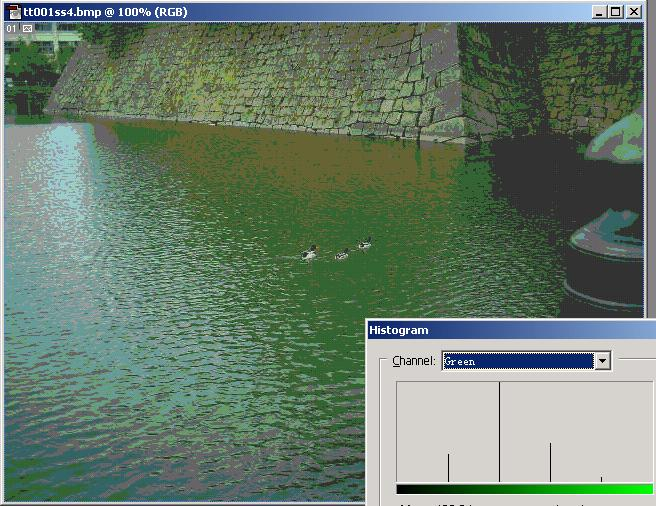 tt001ss4.bmp @ 100% (RGB)
01
Histogram
Channel: Green